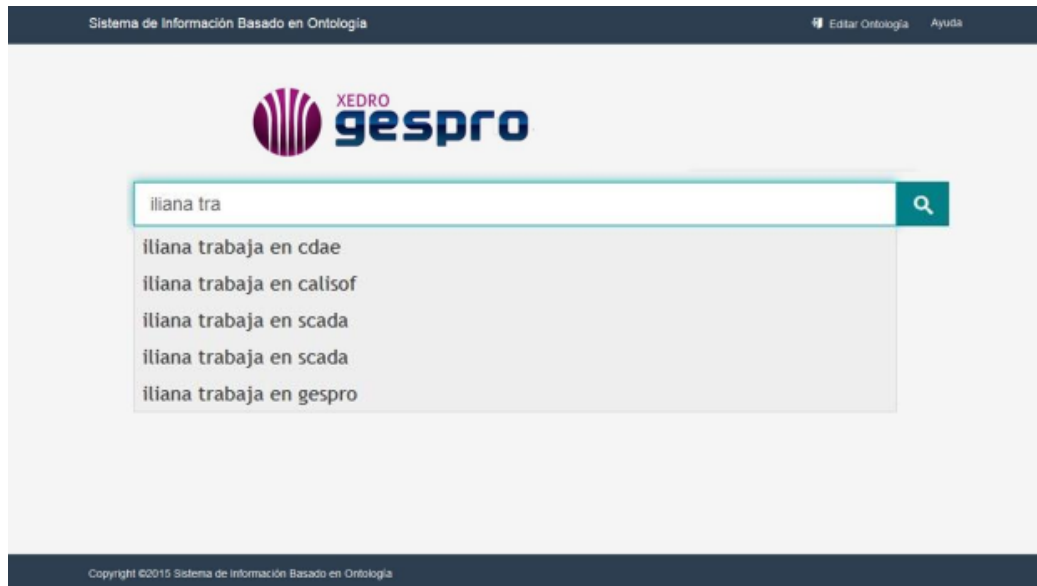 Sistema de Información Basado en Ontología
Editar Ontología Ayuda
XEDRO
gespro
iliana tra
iliana trabaja en cdae
iliana trabaja en calisof
iliana trabaja en scada
iliana trabaja en scada
iliana trabaja en gespro
Copyright ©2015 Sistema de Información Basado en Ontología